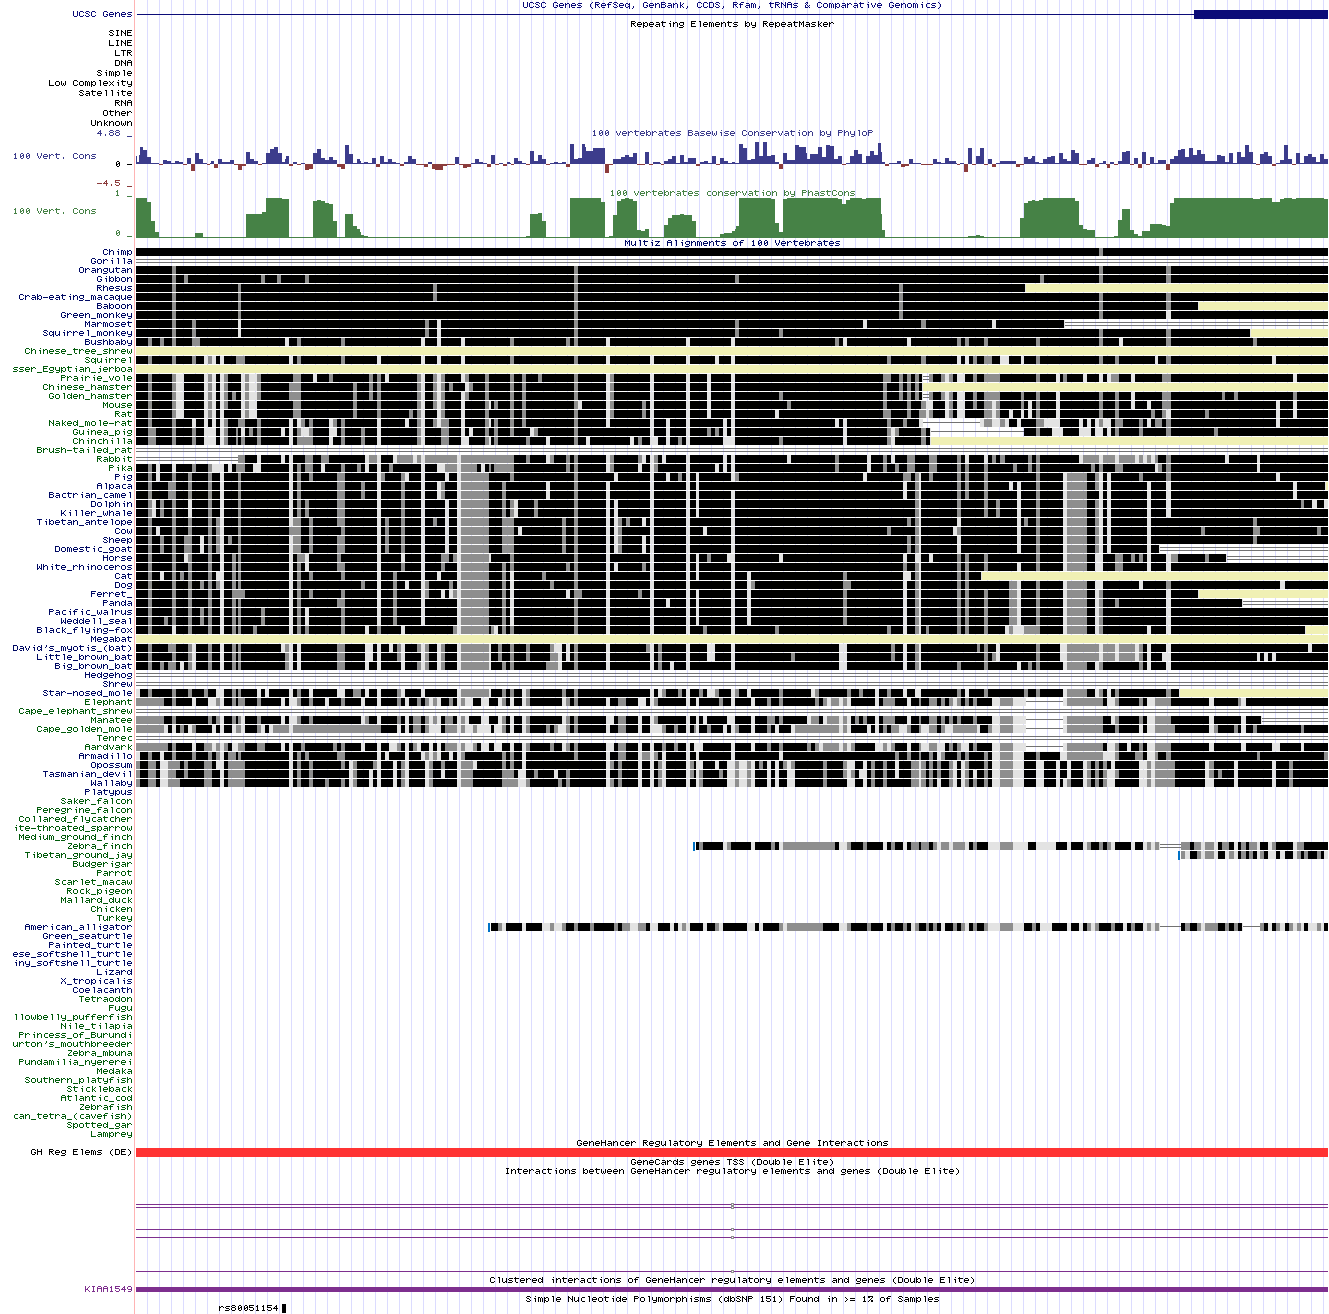 UCSC Genes (RefSeq, GenBank, CCDS, Rfam, tRNAs & Comparative Genomics)
UCSC Genes
Repeating Elements by RepeatMasker
SINE
LINE
LTR
DNA
Simple
Low Complexity
Satellite
RNA
Other
Unknown
4.88 _
100 vertebrates Basewise Conservation by PhyloP
100 Vert. Cons
0 _
-4.5 _
1 _
100 vertebrates conservation by PhastCons
100 Vert. Cons
0 _
Multiz Alignments of 100 Vertebrates
Chimp
Gorilla
Orangutan
Gibbon
Rhesus
Crab-eating_macaque
Baboon
Green_monkey
Marmoset
Squirrel_monkey
Bushbaby
Chinese_tree_shrew
Squirrel
sser_Egyptian_jerboa
Prairie_vole
Chinese_hamster
Golden_hamster
Mouse
Rat
Naked_mole-rat
Guinea_pig
Chinchilla
Brush-tailed_rat
Rabbit
Pika
Pig
Alpaca
Bactrian_camel
Dolphin
Killer_whale
Tibetan_antelope
Cow
Sheep
Domestic_goat
Horse
White_rhinoceros
Cat
Dog
Ferret_
Panda
Pacific_walrus
Weddell_seal
Black_flying-fox
Megabat
David's_myotis_(bat)
Little_brown_bat
Big_brown_bat
Hedgehog
Shrew
Star-nosed_mole
Elephant
Cape_elephant_shrew
Manatee
Cape_golden_mole
Tenrec
Aardvark
Armadillo
Opossum
Tasmanian_devil
Wallaby
Platypus
Saker_falcon
Peregrine_falcon
Collared_flycatcher
ite-throated_sparrow
Medium_ground_finch
Zebra_finch
Tibetan_ground_jay
Budgerigar
Parrot
Scarlet_macaw
Rock_pigeon
Mallard_duck
Chicken
Turkey
American_alligator
Green_seaturtle
Painted_turtle
ese_softshell_turtle
iny_softshell_turtle
Lizard
X_tropicalis
Coelacanth
Tetraodon
Fugu
llowbelly_pufferfish
Nile_tilapia
Princess_of_Burundi
urton's_mouthbreeder
Zebra_mbuna
Pundamilia_nyererei
Medaka
Southern_platyfish
Stickleback
Atlantic_cod
Zebrafish
can_tetra_(cavefish)
Spotted_gar
Lamprey
GeneHancer Regulatory Elements and Gene Interactions
GH Reg Elems (DE)
GeneCards genes TSS (Double Elite)
Interactions between GeneHancer regulatory elements and genes (Double Elite)
Clustered interactions of GeneHancer regulatory elements and genes (Double Elite)
KIAA1549
Simple Nucleotide Polymorphisms (dbSNP 151) Found in >= 1% of Samples
rs80051154